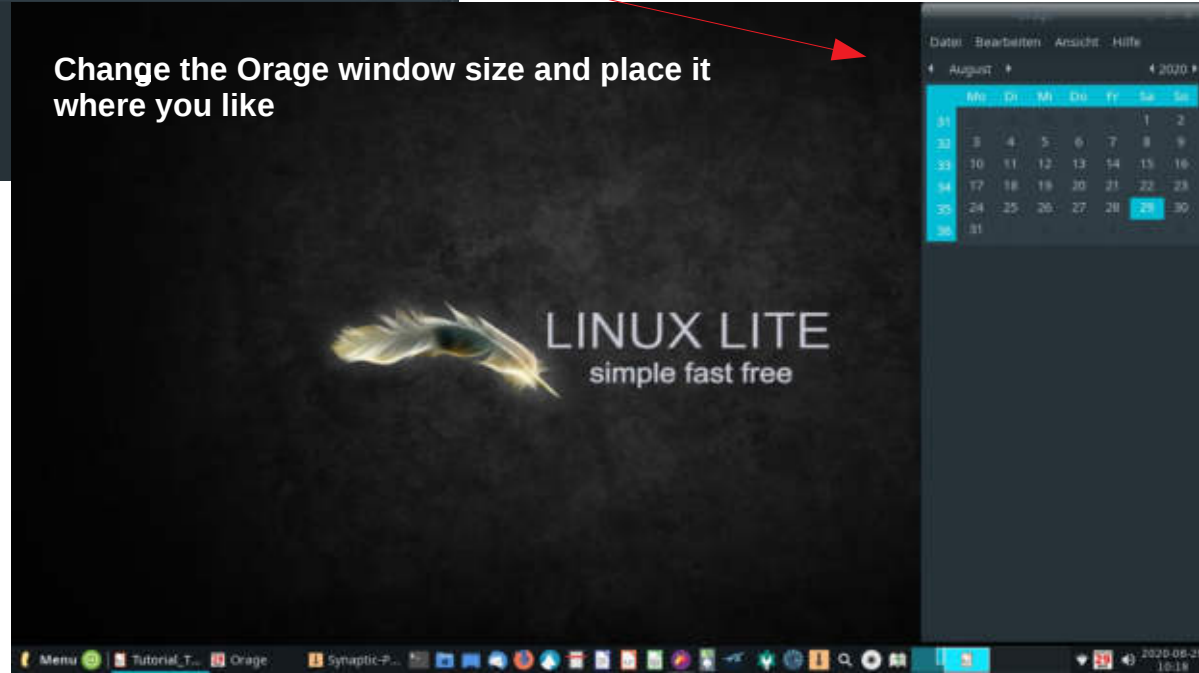 Change the Orage window size and place it
where you like
Datei Bearbeiten Ansicht Hilfe
August 2020
Mo Di Mi Do Fr Sa So
31 1 2
32 3 4 5 6 7 8 9
33 10 11 12 13 14 15 16
34 17 18 19 20 21 22 23
35 24 25 26 27 28 29 30
36 31
LINUX LITE
simple fast free
Menu Tutorial_T... Orage Synaptic-P... 29
10:18